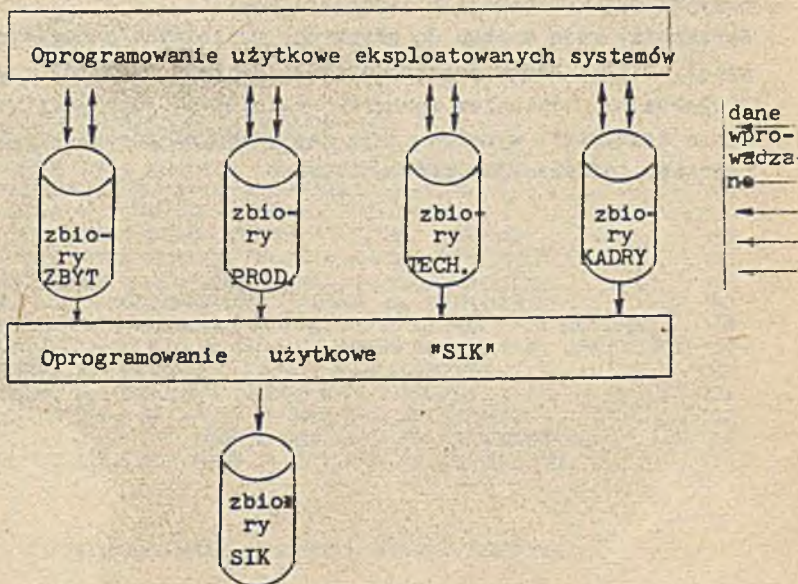 Oprogramowanie użytkowe eksploatowanych systemów
dane
wpro-
wadza-
ne
zbio-
ry
ZBYT
zbio-
ry
PROD.
zbio-
ry
TECH.
zbio-
ry
KADRY
Oprogramowanie użytkowe "SIK"
zbio-
ry
SIK